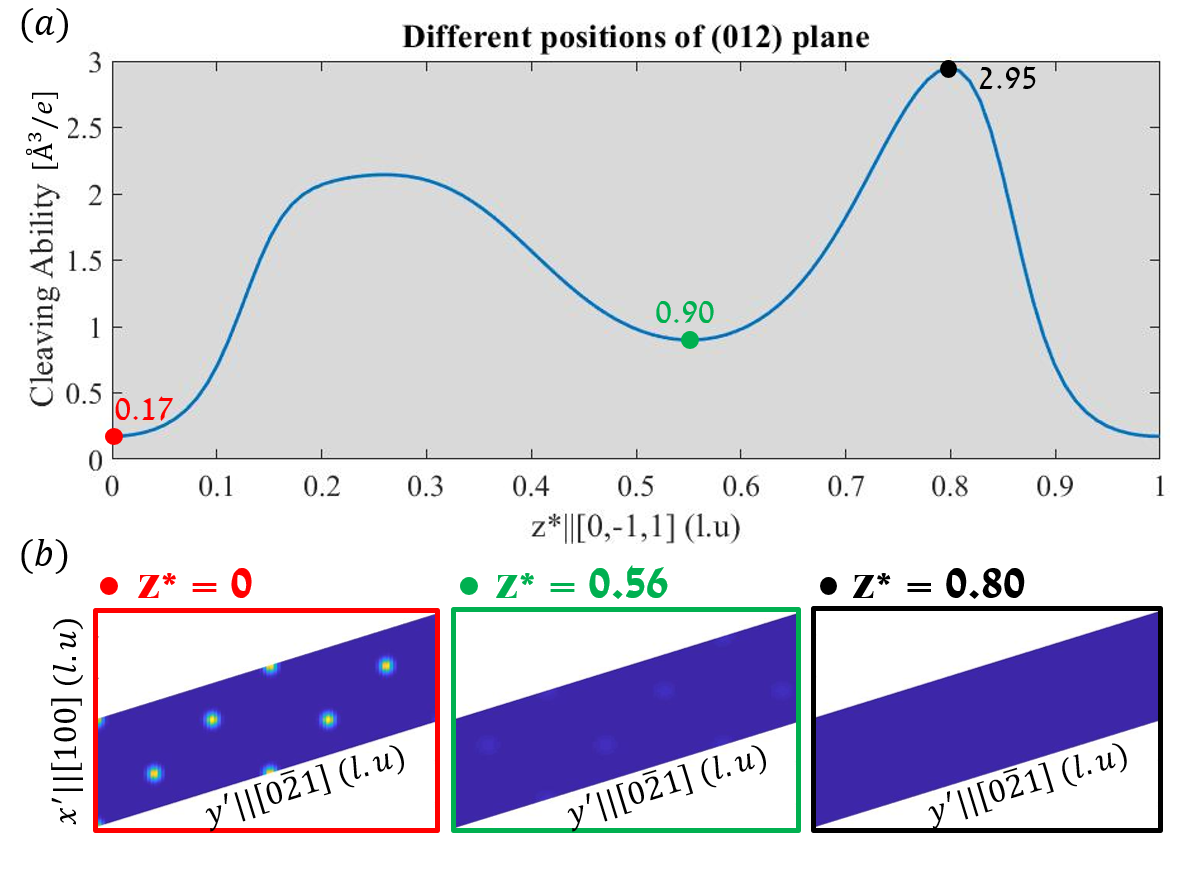 (a)
Different positions of (012) plane
Cleaving Ability [Å³/e]
3
2.5
2
1.5
1
0.5
0
0.17
0.90
2.95
0 0.1 0.2 0.3 0.4 0.5 0.6 0.7 0.8 0.9 1
z*||[0,-1,1] (l.u)
(b)
z* = 0
z* = 0.56
z* = 0.80
x′||[100] (l.u)
y′||[02̄1] (l.u)
y′||[02̄1] (l.u)
y′||[02̄1] (l.u)